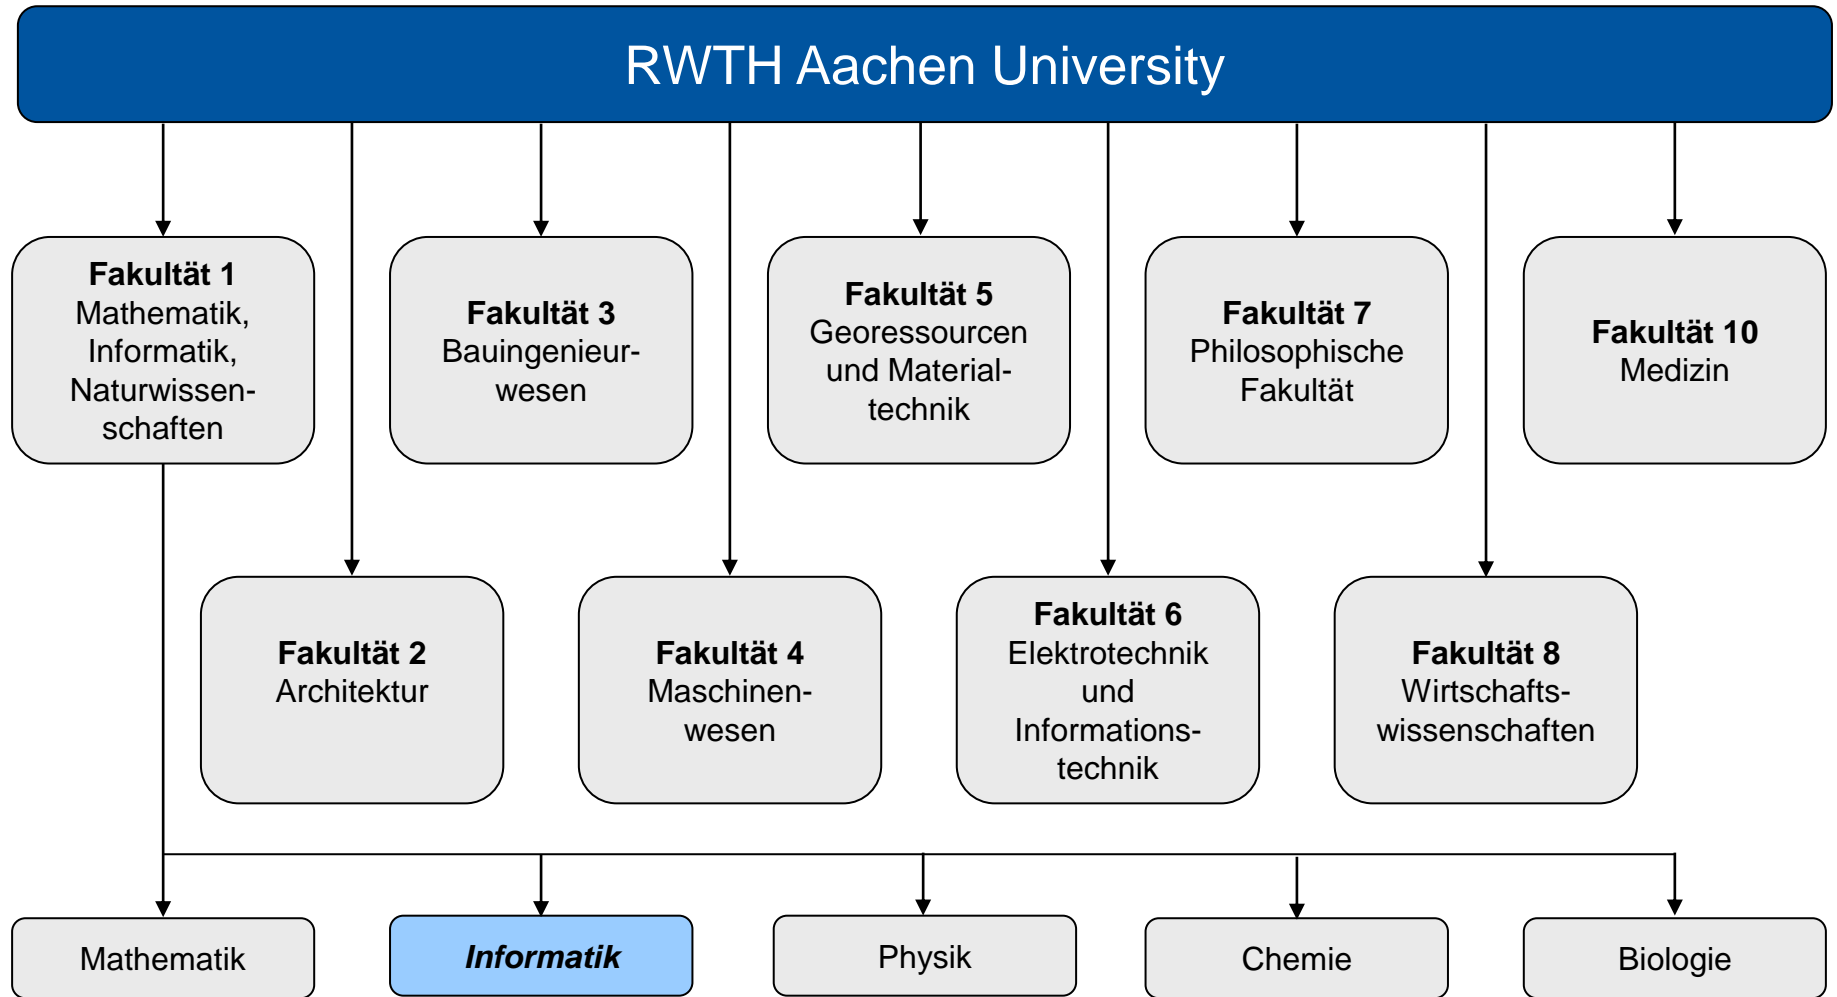 RWTH Aachen University
Fakultät 1
Mathematik,
Informatik,
Naturwissen-
schaften
Fakultät 3
Bauingenieur-
wesen
Fakultät 5
Georessourcen
und Material-
technik
Fakultät 7
Philosophische
Fakultät
Fakultät 10
Medizin
Fakultät 2
Architektur
Fakultät 4
Maschinen-
wesen
Fakultät 6
Elektrotechnik
und
Informations-
technik
Fakultät 8
Wirtschafts-
wissenschaften
Mathematik
Informatik
Physik
Chemie
Biologie